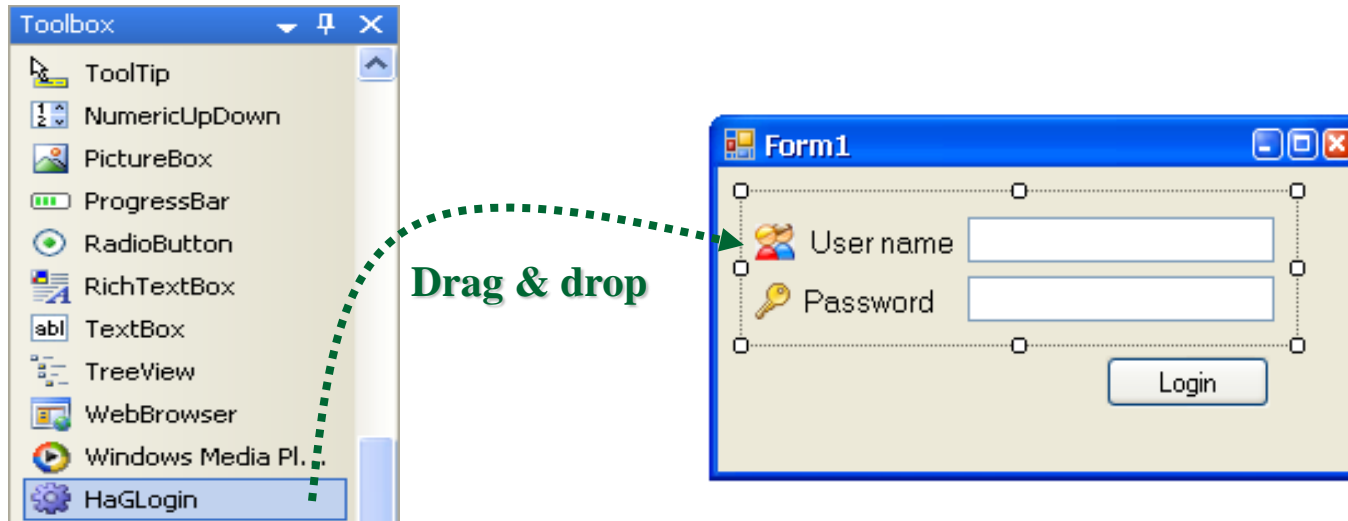 Toolbox
ToolTip
NumericUpDown
PictureBox
ProgressBar
RadioButton
RichTextBox
abl TextBox
TreeView
WebBrowser
Windows Media Pl...
HaGLogin
Drag & drop
Form1
User name
Password
Login